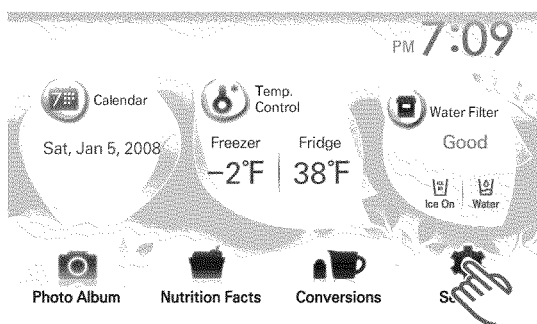 PM 7:09
7 Calendar
Temp.
Control
Water Filter
Sat, Jan 5, 2008
Freezer Fridge
Good
-2°F 38°F
Ice On Water
Photo Album Nutrition Facts Conversions